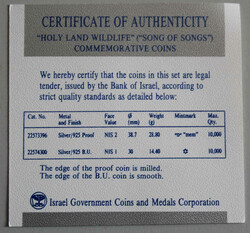 CERTIFICATE OF AUTHENTICITY
"HOLY LAND WILDLIFE" ("SONG OF SONGS")
COMMEMORATIVE COINS
We hereby certify that the coins in this set are legal
tender, issued by the Bank of Israel, according to
strict quality standards as detailed below:
Cat. No. Metal and Finish Face Value Ø (mm) Weight (g) Mintmark Max. Qty.
22573396 Silver/925 Proof NIS 2 38.7 28.80 "מ" "mem" 10,000
22574300 Silver/925 B.U. NIS 1 30 14.40 ✡ 10,000
The edge of the proof coin is milled.
The edge of the B.U. coin is smooth.
Israel Government Coins and Medals Corporation